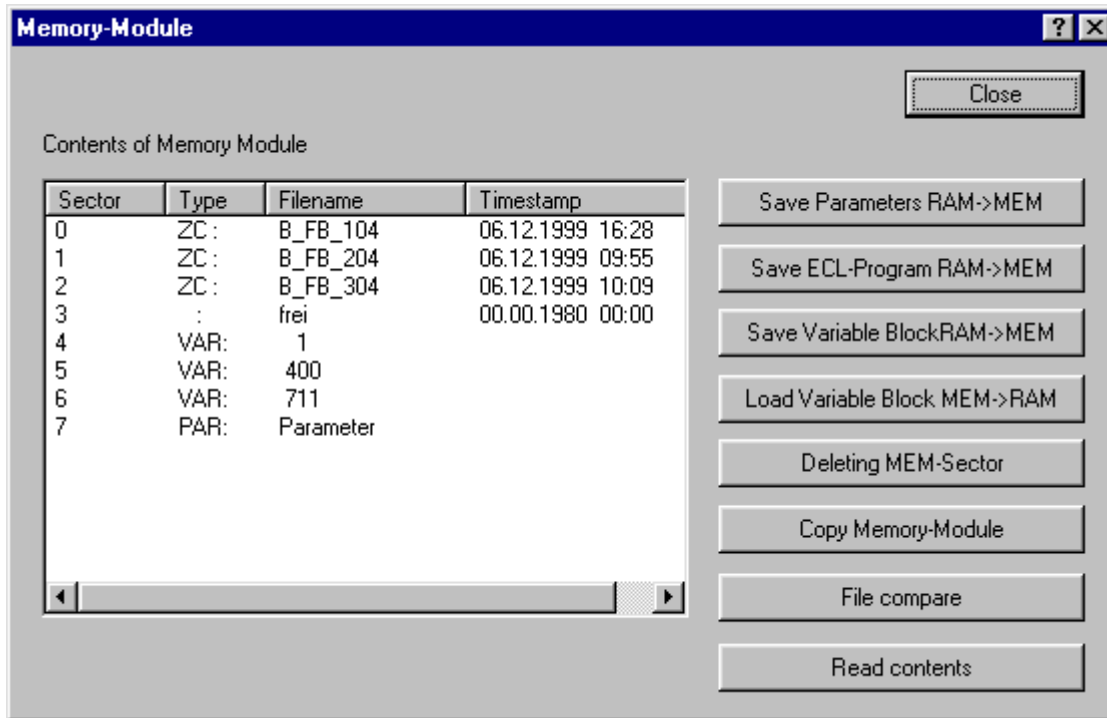 Memory-Module
Close
Contents of Memory Module
Sector Type Filename Timestamp
0 ZC : B_FB_104 06.12.1999 16:28
1 ZC : B_FB_204 06.12.1999 09:55
2 ZC : B_FB_304 06.12.1999 10:09
3 : frei 00.00.1980 00:00
4 VAR: 1
5 VAR: 400
6 VAR: 711
7 PAR: Parameter
Save Parameters RAM->MEM
Save ECL-Program RAM->MEM
Save Variable BlockRAM->MEM
Load Variable Block MEM->RAM
Deleting MEM-Sector
Copy Memory-Module
File compare
Read contents